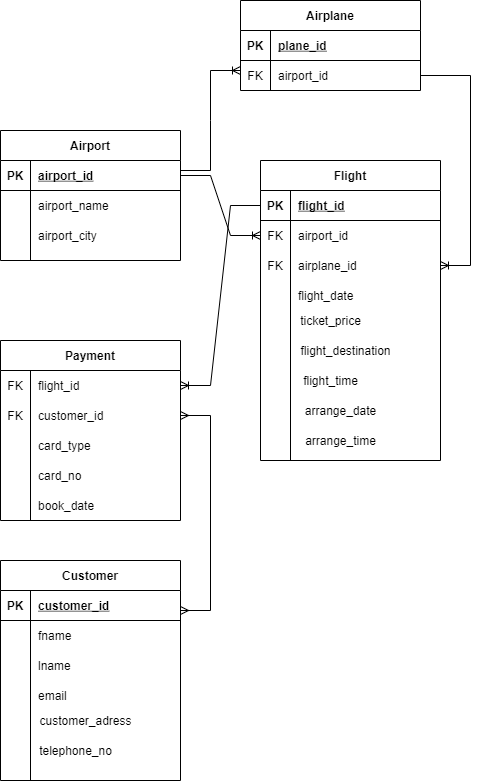 Airplane
PK plane_id
FK airport_id
Airport
PK airport_id
airport_name
airport_city
Flight
PK flight_id
FK airport_id
FK airplane_id
flight_date
ticket_price
flight_destination
flight_time
arrange_date
arrange_time
Payment
FK flight_id
FK customer_id
card_type
card_no
book_date
Customer
PK customer_id
fname
lname
email
customer_adress
telephone_no